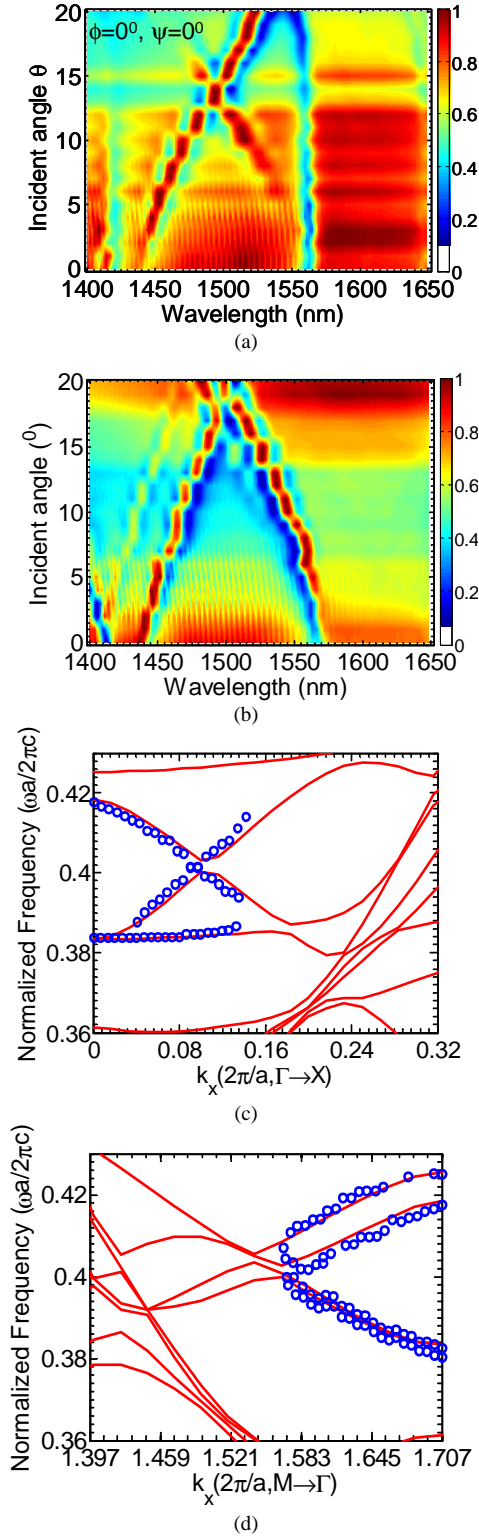 ϕ=0⁰, ψ=0⁰
Incident angle θ
20
15
10
5
0
1400 1450 1500 1550 1600 1650
Wavelength (nm)
1
0.8
0.6
0.4
0.2
0
(a)
Incident angle (⁰)
20
15
10
5
0
1400 1450 1500 1550 1600 1650
Wavelength (nm)
1
0.8
0.6
0.4
0.2
0
(b)
Normalized Frequency (ωa/2πc)
0.42
0.4
0.38
0.36
0 0.08 0.16 0.24 0.32
kₓ(2π/a,Γ→X)
(c)
Normalized Frequency (ωa/2πc)
0.42
0.4
0.38
0.36
1.397 1.459 1.521 1.583 1.645 1.707
kₓ(2π/a,M→Γ)
(d)